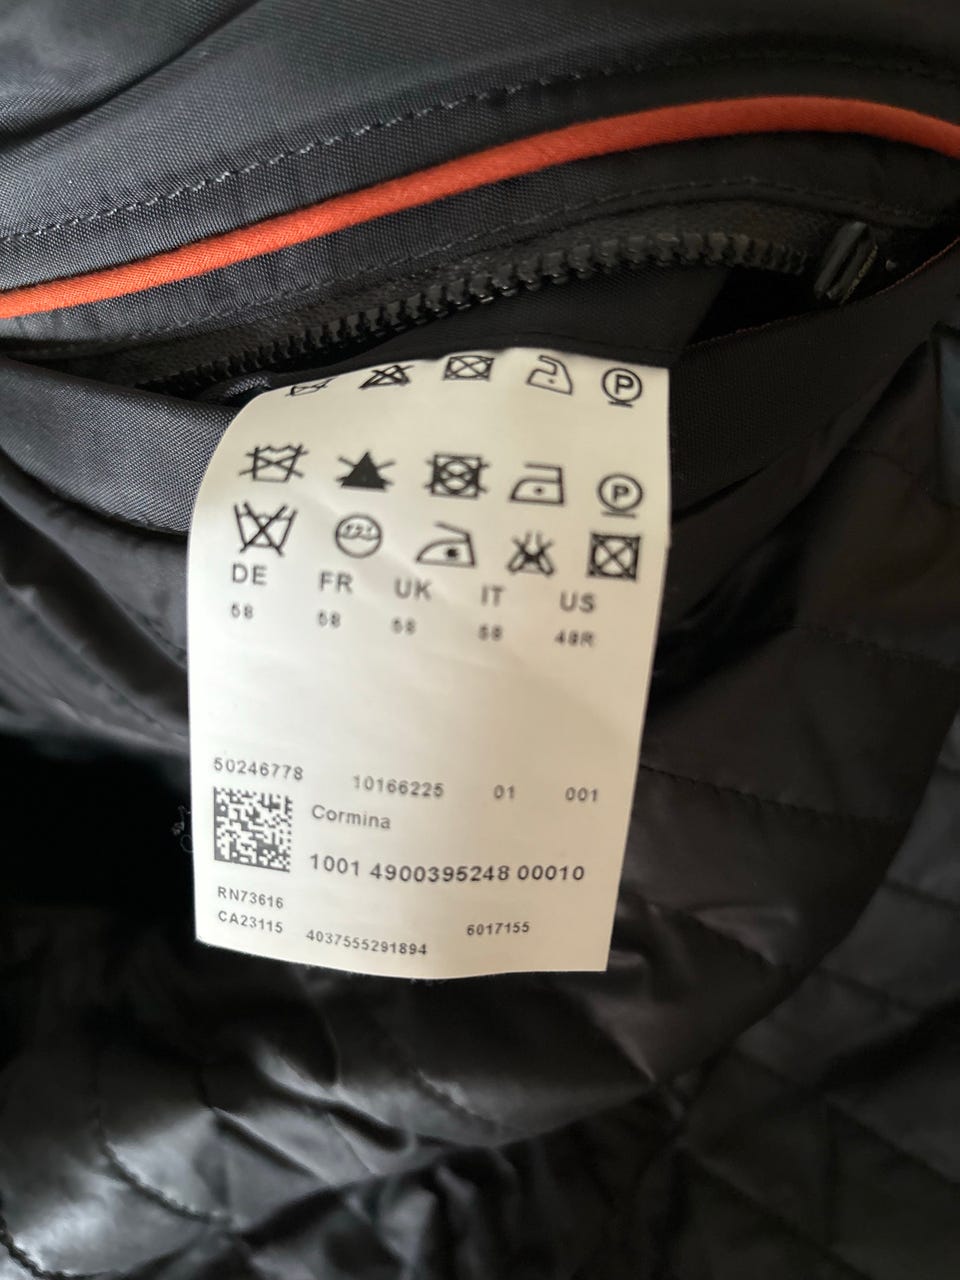 P
P
DE FR UK IT US
58 58 58 58 48R
50246778 10166225 01 001
Cormina
1001 4900395248 00010
RN73616
CA23115 4037555291894 6017155